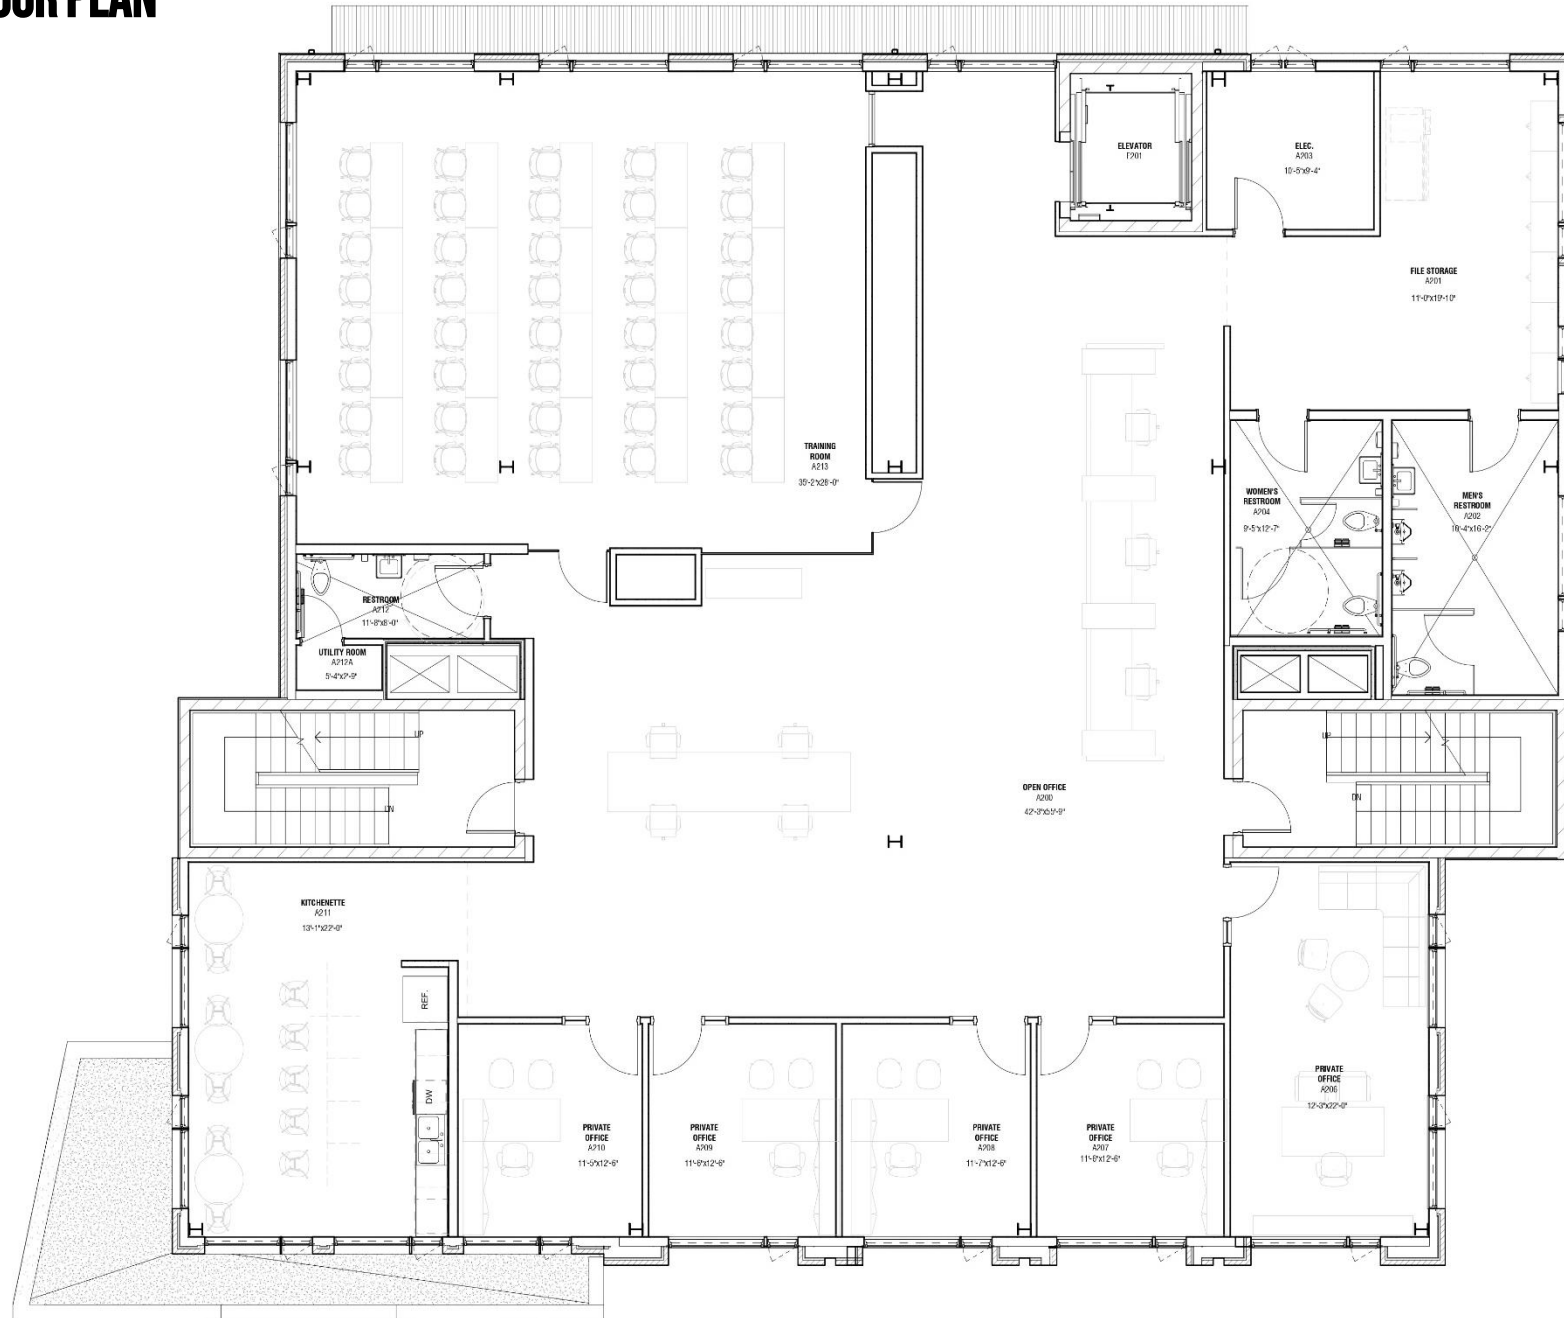 OOR PLAN
ELEVATOR
E201
ELEC.
A203
10'-5"x9'-4"
FILE STORAGE
A201
11'-0"x19'-10"
TRAINING
ROOM
A213
35'-2"x28'-0"
WOMEN'S
RESTROOM
A204
9'-5"x12'-7"
MEN'S
RESTROOM
A202
10'-4"x16'-2"
RESTROOM
A212
11'-8"x8'-0"
UTILITY ROOM
A212A
5'-4"x2'-9"
UP
DN
UP
DN
OPEN OFFICE
A200
42'-3"x55'-9"
KITCHENETTE
A211
13'-1"x22'-0"
REF.
DW
PRIVATE
OFFICE
A210
11'-5"x12'-6"
PRIVATE
OFFICE
A209
11'-8"x12'-6"
PRIVATE
OFFICE
A208
11'-7"x12'-6"
PRIVATE
OFFICE
A207
11'-8"x12'-6"
PRIVATE
OFFICE
A206
12'-3"x22'-0"